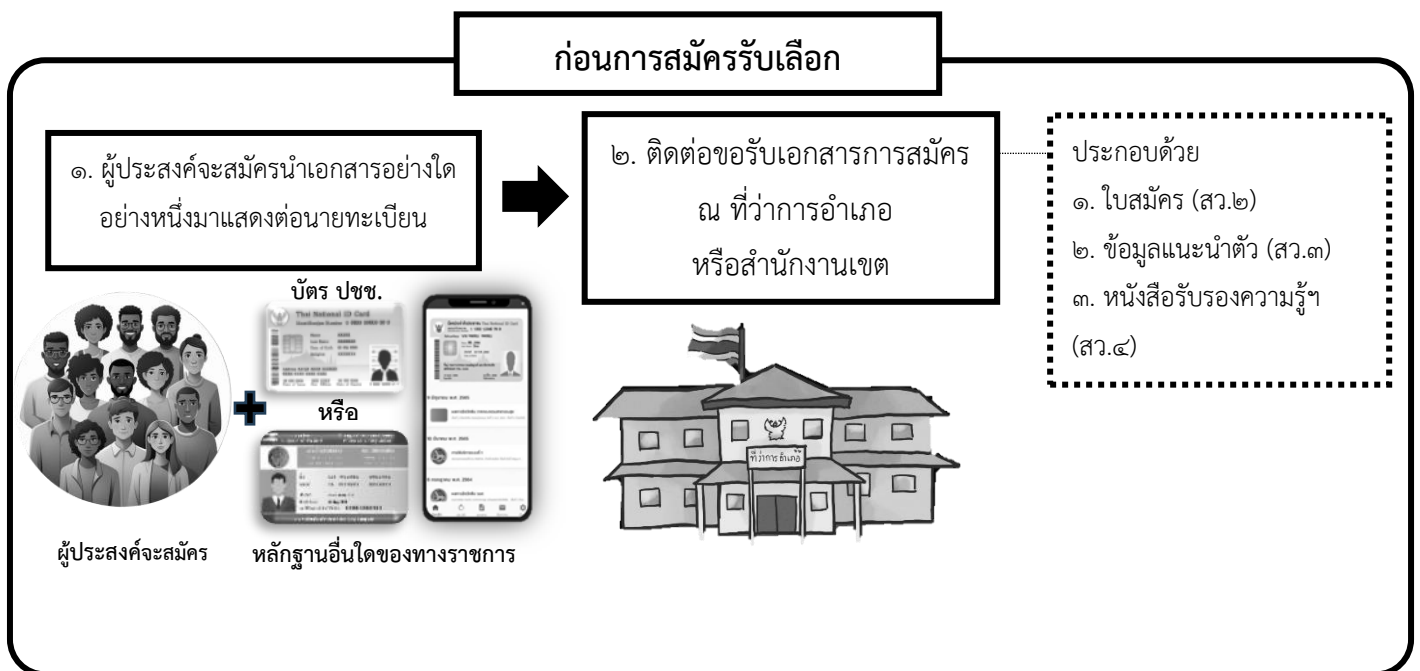 ก่อนการสมัครรับเลือก
๑. ผู้ประสงค์จะสมัครนำเอกสารอย่างใด
อย่างหนึ่งมาแสดงต่อนายทะเบียน
๒. ติดต่อขอรับเอกสารการสมัคร
ณ ที่ว่าการอำเภอ
หรือสำนักงานเขต
ประกอบด้วย
๑. ใบสมัคร (สว.๒)
๒. ข้อมูลแนะนำตัว (สว.๓)
๓. หนังสือรับรองความรู้ฯ
(สว.๔)
บัตร ปชช.
Thai National ID Card
หรือ
ที่ว่าการอำเภอ
ผู้ประสงค์จะสมัคร
หลักฐานอื่นใดของทางราชการ